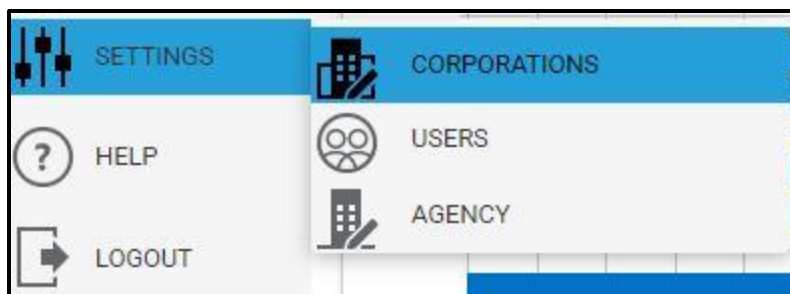 SETTINGS
HELP
LOGOUT
CORPORATIONS
USERS
AGENCY